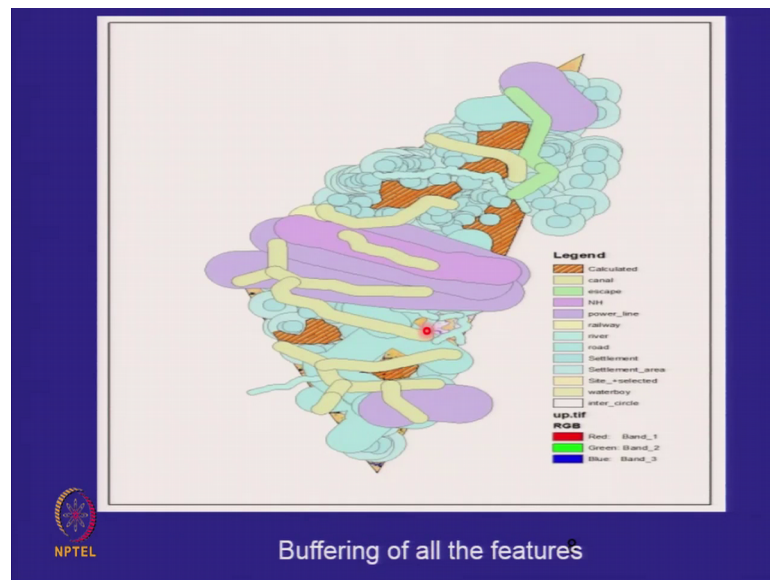 Legend
Calculated
canal
escape
NH
power_line
railway
river
road
Settlement
Settlement_area
Site_+selected
waterboy
inter_circle
up.tif
RGB
Red: Band_1
Green: Band_2
Blue: Band_3
NPTEL
Buffering of all the features
8